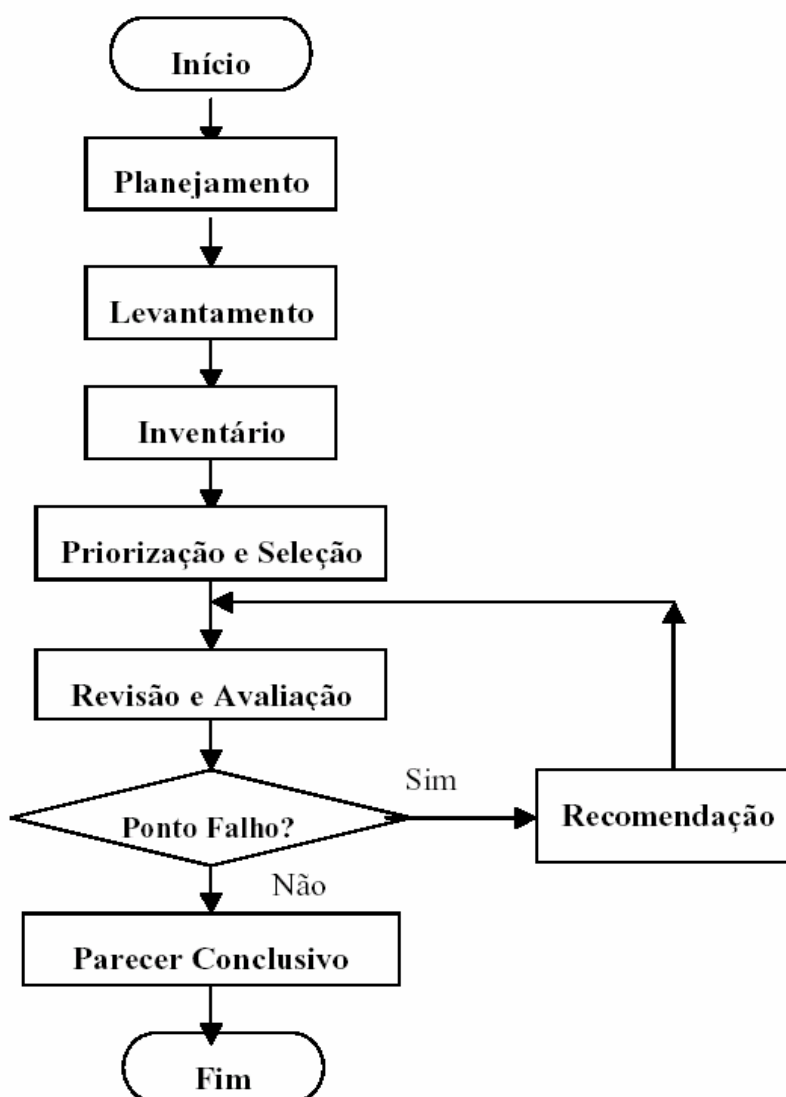 Início
Planejamento
Levantamento
Inventário
Priorização e Seleção
Revisão e Avaliação
Sim
Ponto Falho?
Recomendação
Não
Parecer Conclusivo
Fim